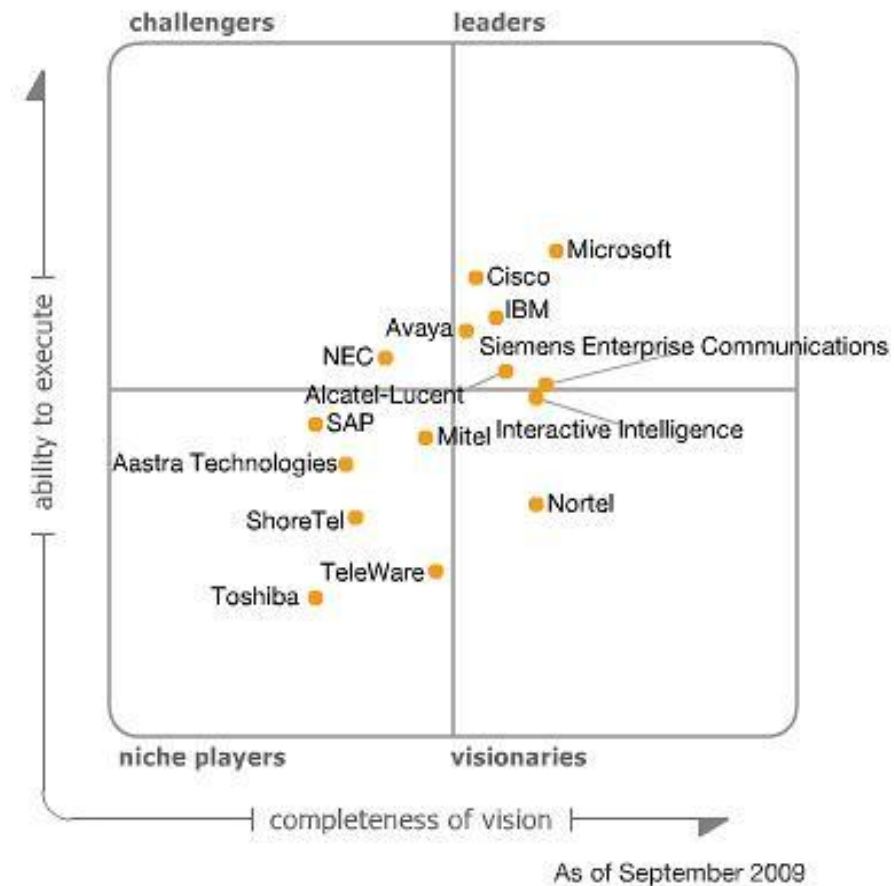 challengers
leaders
Microsoft
Cisco
IBM
Avaya
Siemens Enterprise Communications
NEC
Alcatel-Lucent
SAP
Mitel
Interactive Intelligence
Aastra Technologies
Nortel
ShoreTel
TeleWare
Toshiba
ability to execute
niche players
visionaries
completeness of vision
As of September 2009